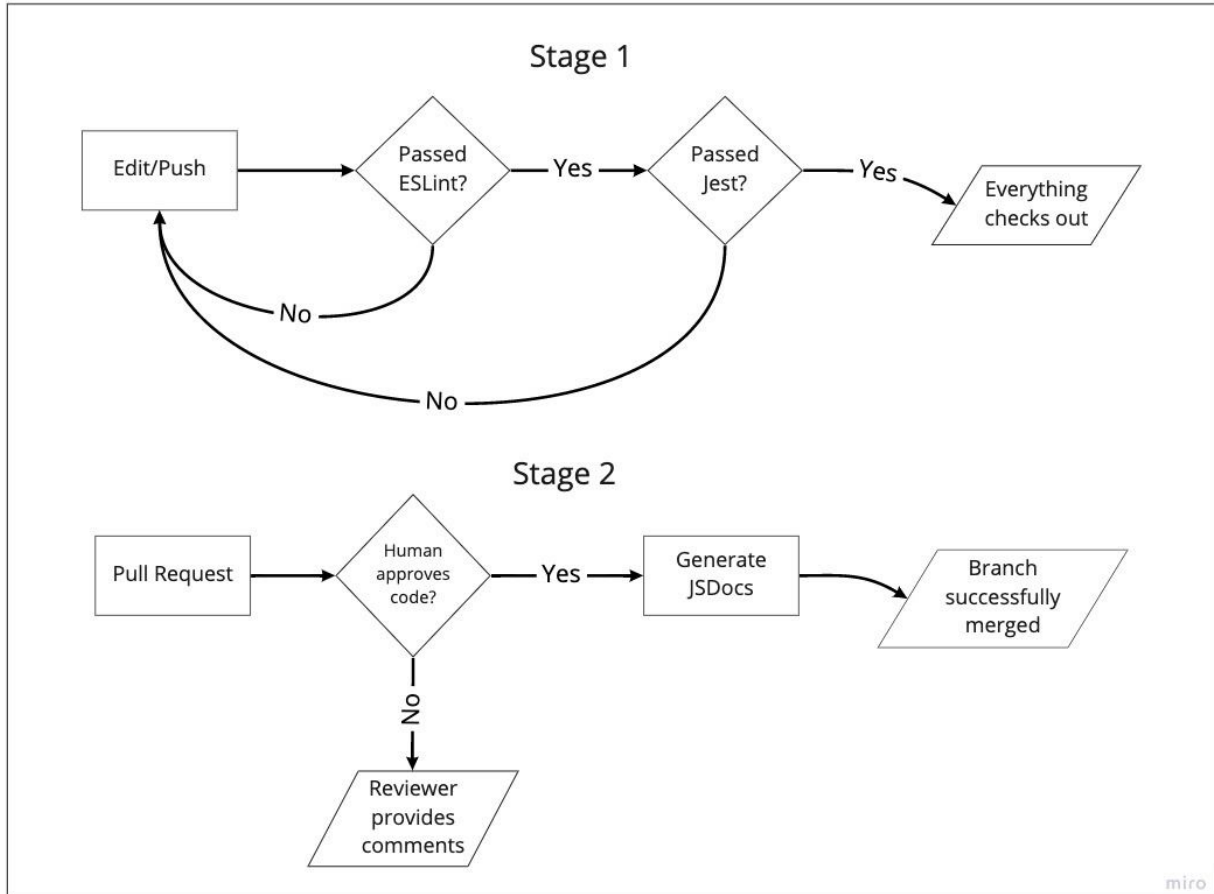 Stage 1
Edit/Push
Passed
ESLint?
Yes
Passed
Jest?
Yes
Everything
checks out
No
No
Stage 2
Pull Request
Human
approves
code?
Yes
Generate
JSDocs
Branch
successfully
merged
No
Reviewer
provides
comments
miro